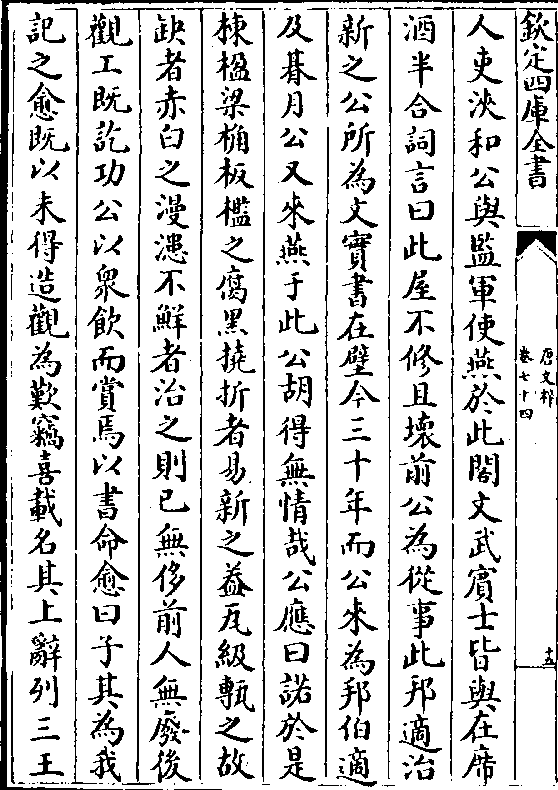 欽定四庫全書
唐文粹
卷七十四
十五
人吏浹和公與監軍使燕於此閣文武賓士皆與在席
酒半合詞言曰此屋不修且壞前公為從事此邦適治
新之公所為文實書在壁今三十年而公來為邦伯適
及朞月公又來燕于此公胡得無情哉公應曰諾於是
棟楹梁桷板檻之腐黑撓折者易新之葢瓦級甎之故
缺者赤白之漫漶不鮮者治之則已無侈前人無廢後
觀工既訖功公以衆飲而賞焉以書命愈曰子其為我
記之愈既以未得造觀為歎竊喜載名其上辭列三王